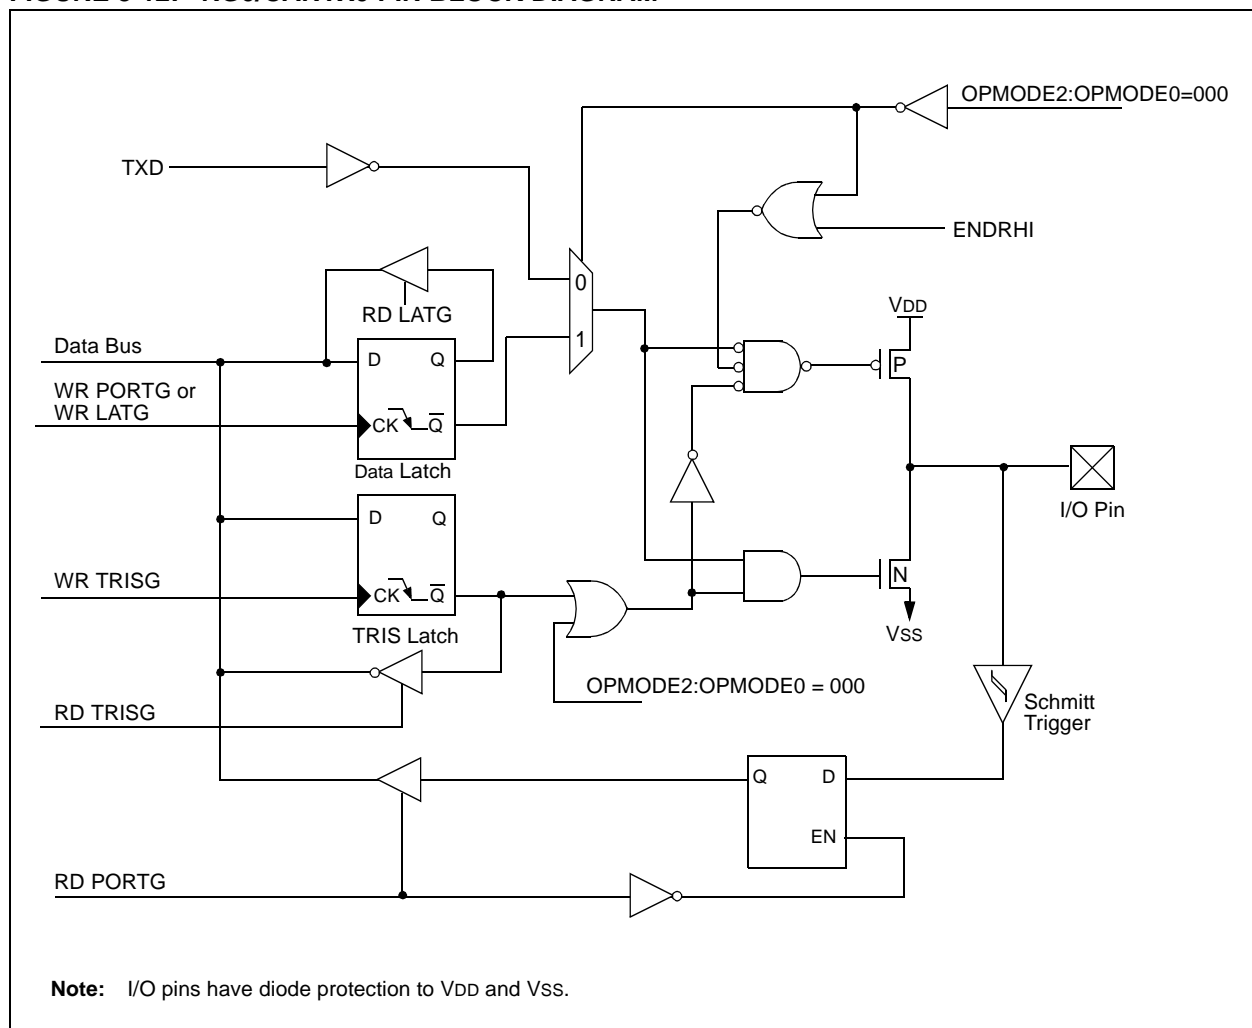 OPMODE2:OPMODE0=000
TXD
ENDRHI
0
RD LATG
VDD
1
Data Bus
D Q
P
WR PORTG or
WR LATG
CK Q
Data Latch
I/O Pin
D Q
WR TRISG
CK Q
N
TRIS Latch
VSS
OPMODE2:OPMODE0 = 000
RD TRISG
Schmitt
Trigger
Q D
EN
RD PORTG
Note: I/O pins have diode protection to VDD and VSS.